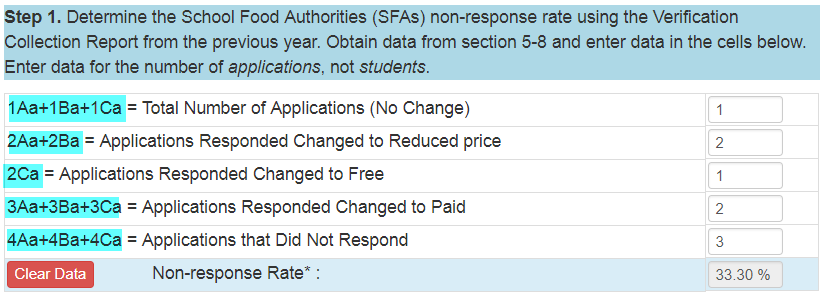 Step 1. Determine the School Food Authorities (SFAs) non-response rate using the Verification
Collection Report from the previous year. Obtain data from section 5-8 and enter data in the cells below.
Enter data for the number of applications, not students.
1Aa+1Ba+1Ca = Total Number of Applications (No Change) 1
2Aa+2Ba = Applications Responded Changed to Reduced price 2
2Ca = Applications Responded Changed to Free 1
3Aa+3Ba+3Ca = Applications Responded Changed to Paid 2
4Aa+4Ba+4Ca = Applications that Did Not Respond 3
Clear Data Non-response Rate* : 33.30 %